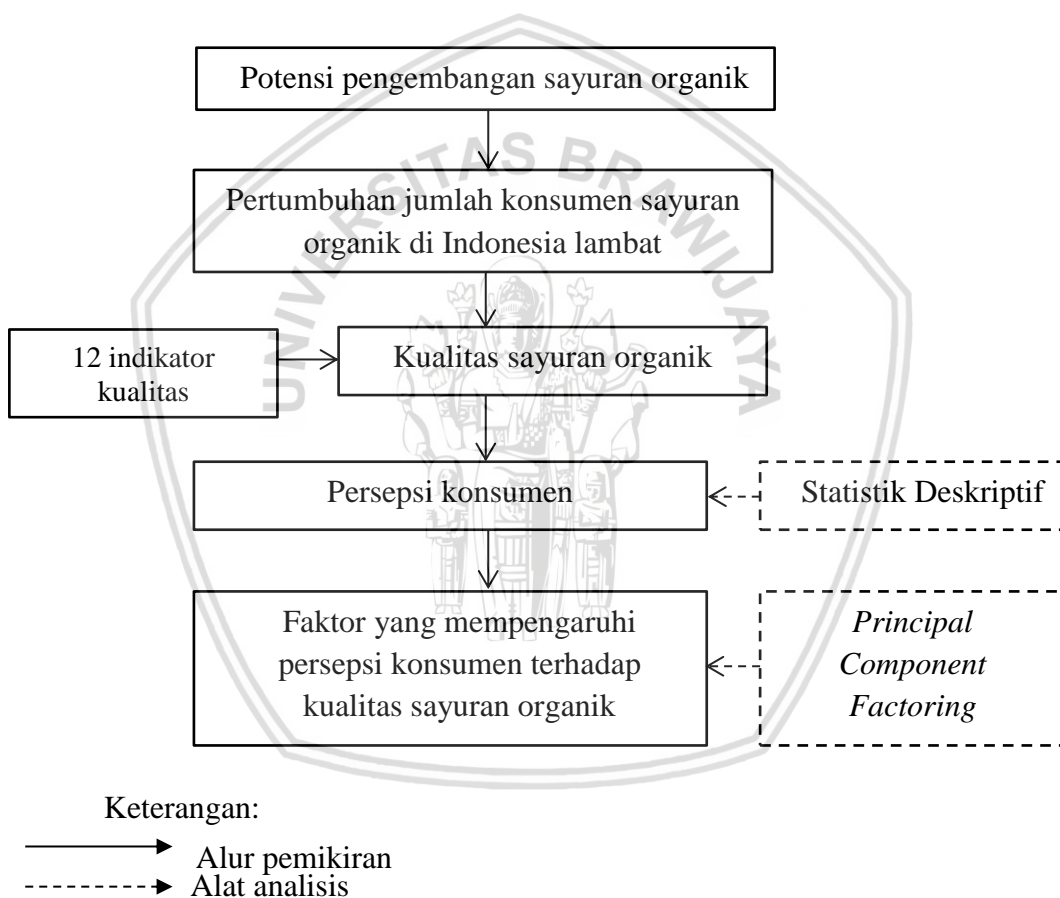 UNIVERSITAS BRAWIJAYA
Potensi pengembangan sayuran organik
Pertumbuhan jumlah konsumen sayuran
organik di Indonesia lambat
12 indikator
kualitas
Kualitas sayuran organik
Persepsi konsumen
Statistik Deskriptif
Faktor yang mempengaruhi
persepsi konsumen terhadap
kualitas sayuran organik
Principal
Component
Factoring
Keterangan:
Alur pemikiran
Alat analisis